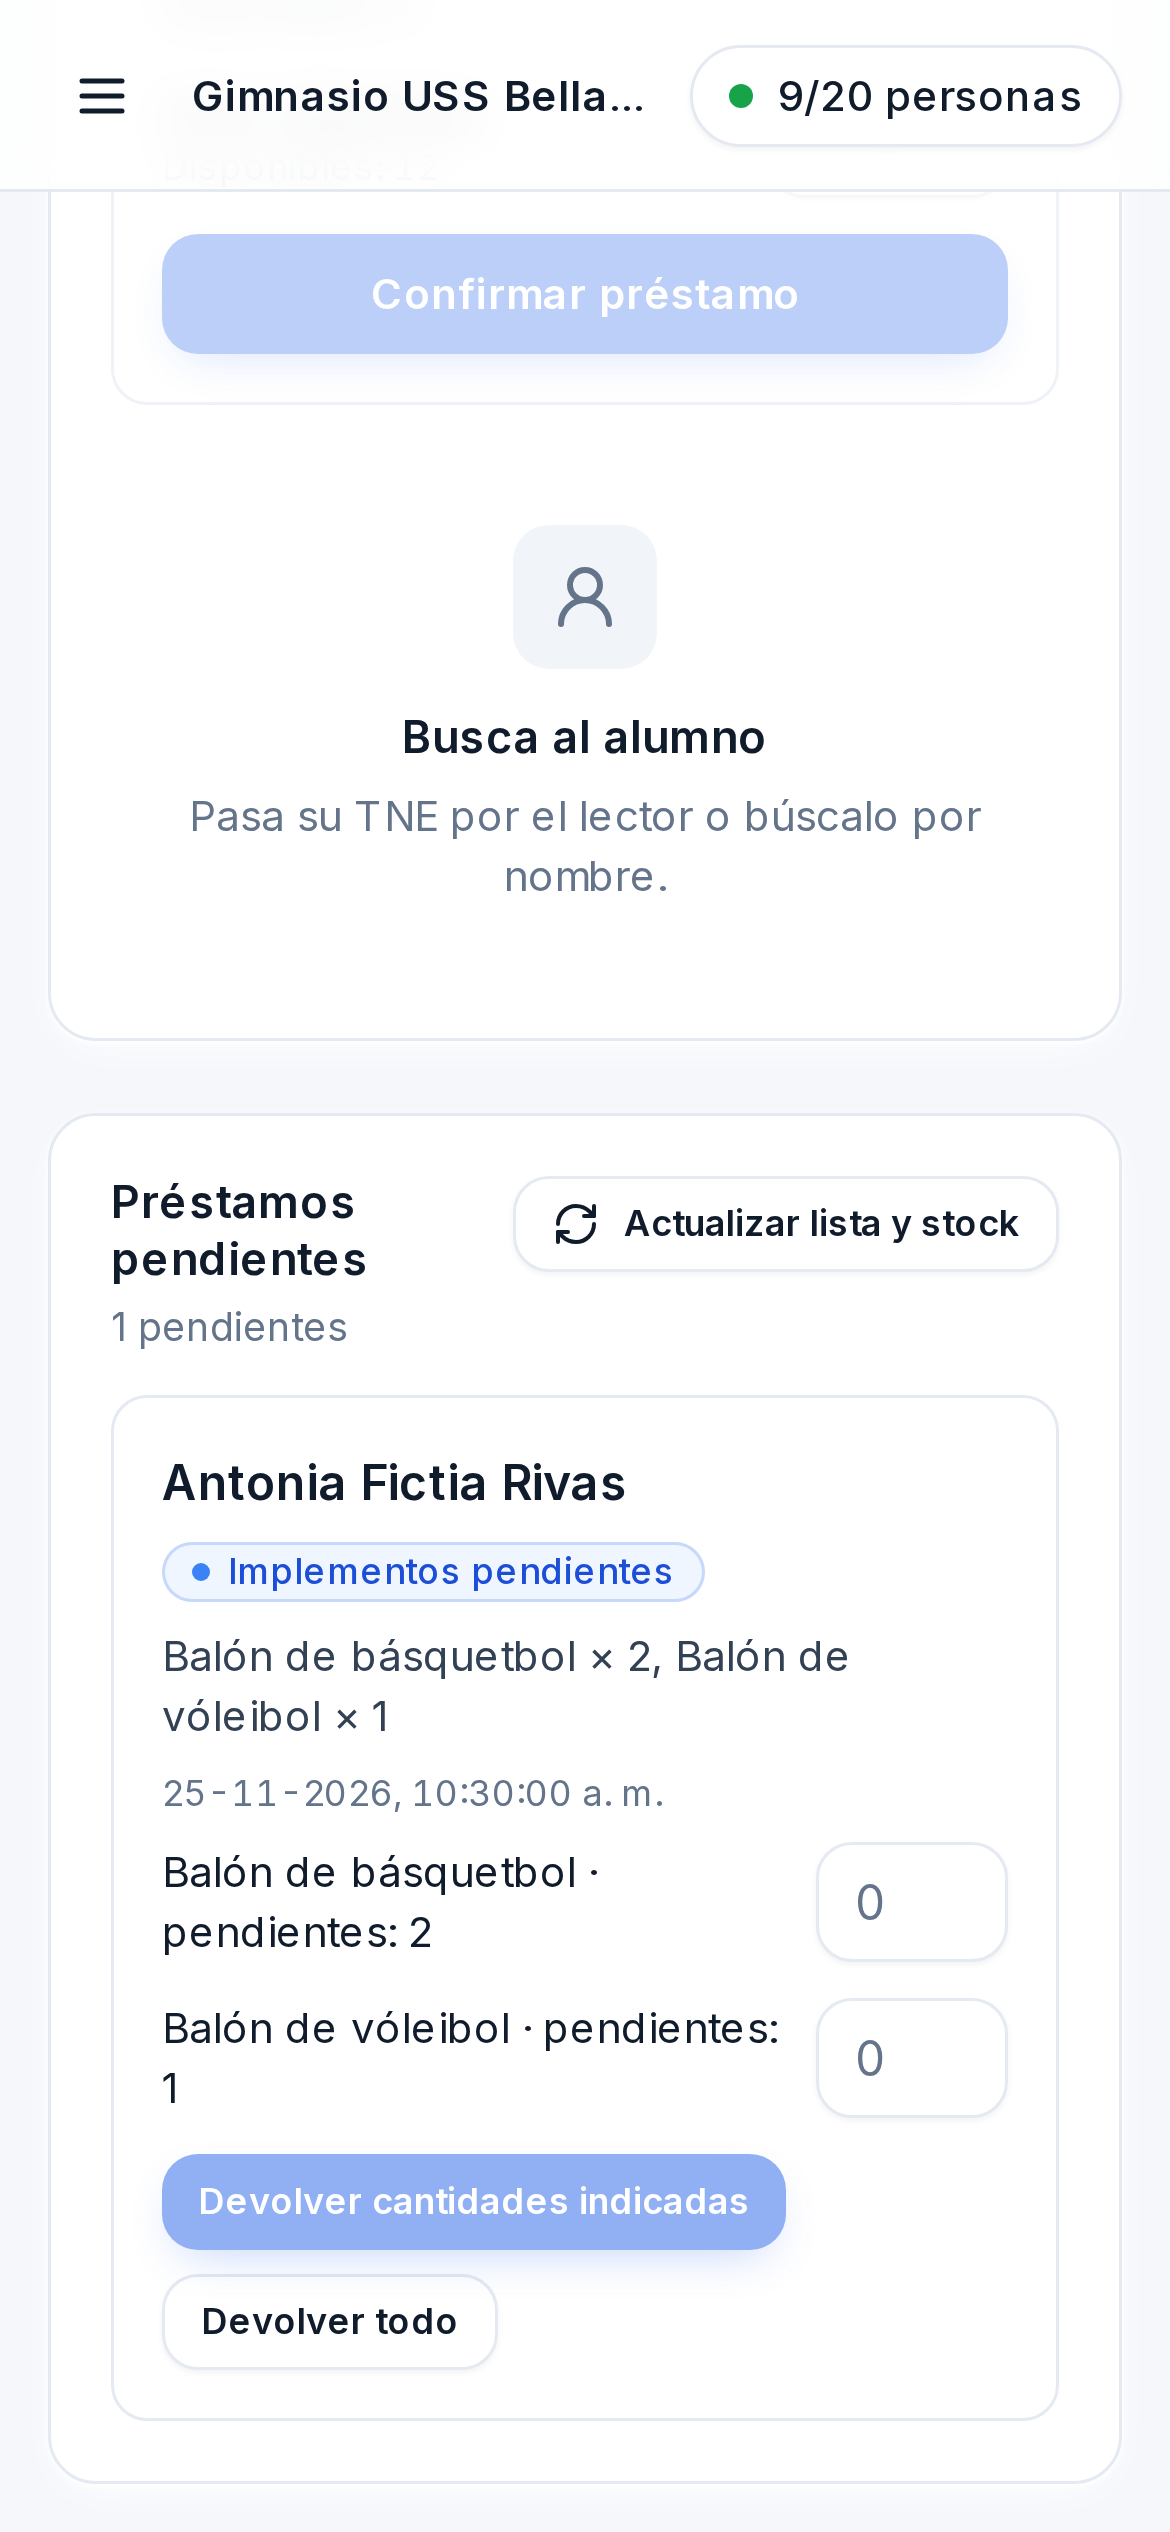 Gimnasio USS Bella...
9/20 personas
Disponibles: 12
Confirmar préstamo
Busca al alumno
Pasa su TNE por el lector o búscalo por
nombre.
Préstamos
pendientes
Actualizar lista y stock
1 pendientes
Antonia Fictia Rivas
Implementos pendientes
Balón de básquetbol × 2, Balón de
vóleibol × 1
25-11-2026, 10:30:00 a. m.
Balón de básquetbol ·
pendientes: 2
0
Balón de vóleibol · pendientes:
1
0
Devolver cantidades indicadas
Devolver todo